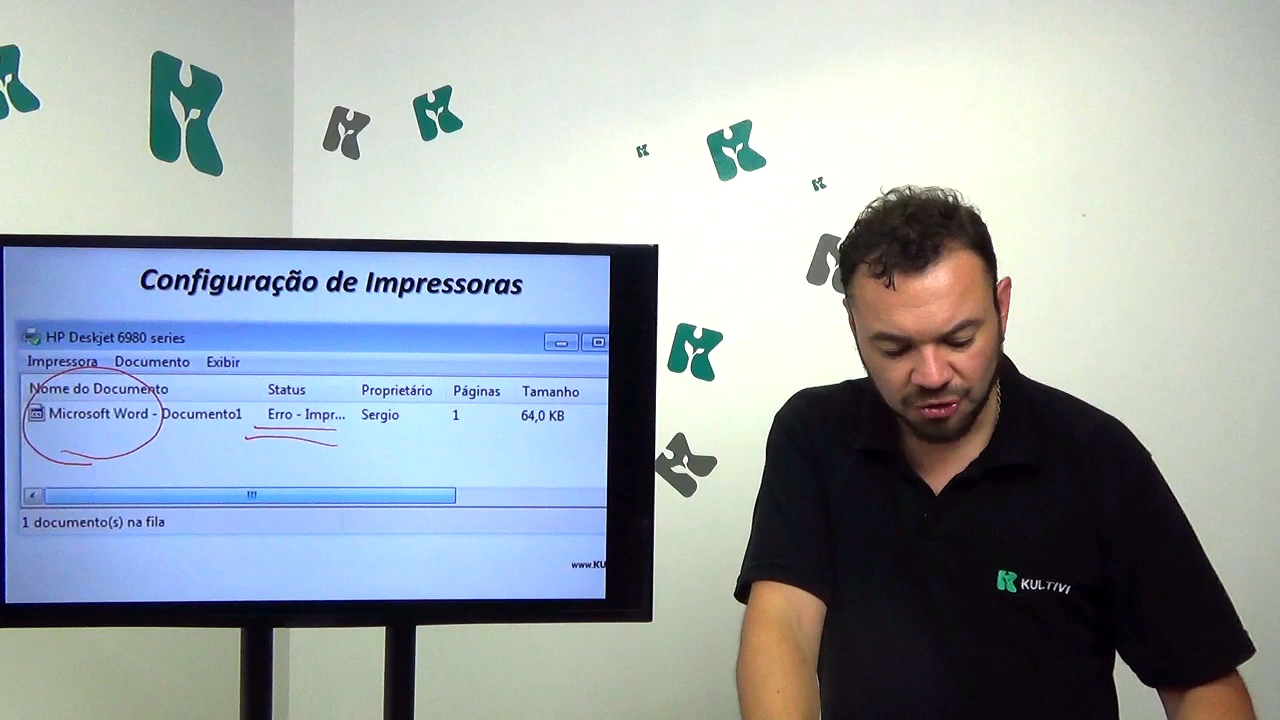 Configuração de Impressoras
HP Deskjet 6980 series
Impressora Documento Exibir
Nome do Documento Status Proprietário Páginas Tamanho
Microsoft Word - Documento1 Erro - Impr... Sergio 1 64,0 KB
1 documento(s) na fila
www.KU
KULTIVI